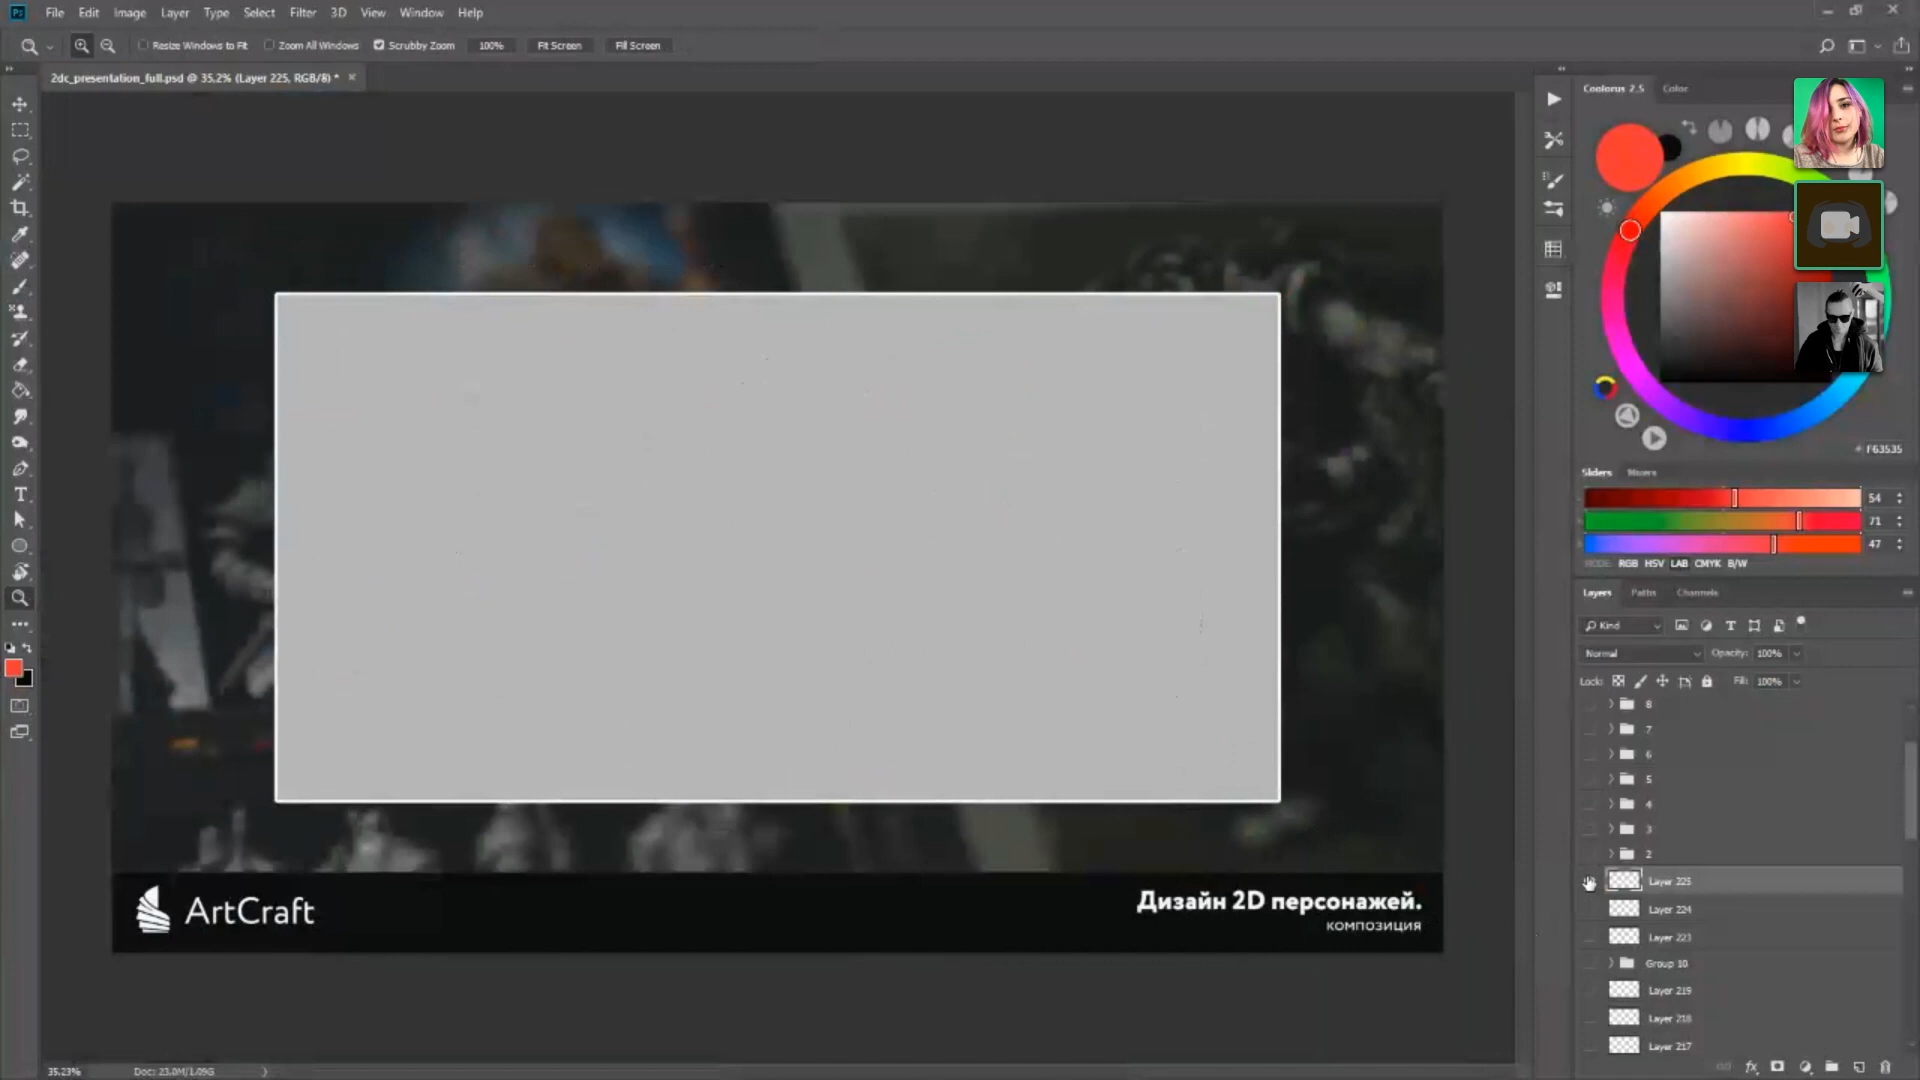 Ps File Edit Image Layer Type Select Filter 3D View Window Help
Resize Windows to Fit Zoom All Windows Scrubby Zoom 100% Fit Screen Fill Screen
2dc_presentation_full.psd @ 35,2% (Layer 225, RGB/8) *
Coolorus 2.5 Color
# F63535
Sliders Mixers
54
71
47
MODE: RGB HSV LAB CMYK B/W
Layers Paths Channels
Kind
Normal Opacity: 100%
Lock: Fill: 100%
8
7
6
5
4
3
2
Layer 225
Layer 224
Layer 223
Group 10
Layer 219
Layer 218
Layer 217
ArtCraft
Дизайн 2D персонажей.
композиция
35.23% Doc: 23,0M/1,09G